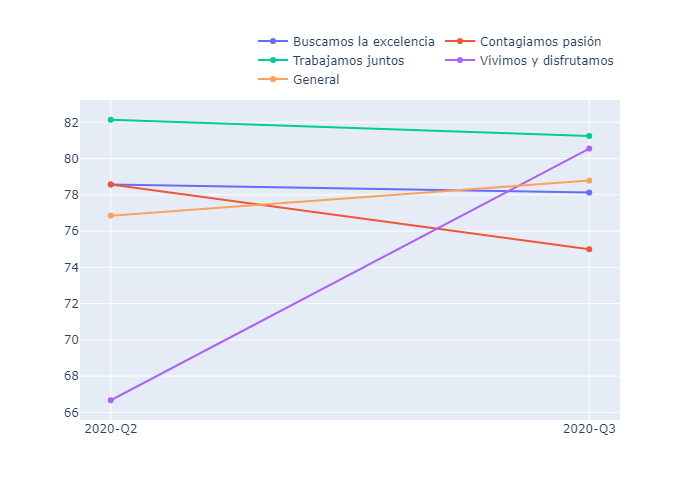 Buscamos la excelencia Contagiamos pasión
Trabajamos juntos Vivimos y disfrutamos
General
82
80
78
76
74
72
70
68
66
2020-Q2 2020-Q3